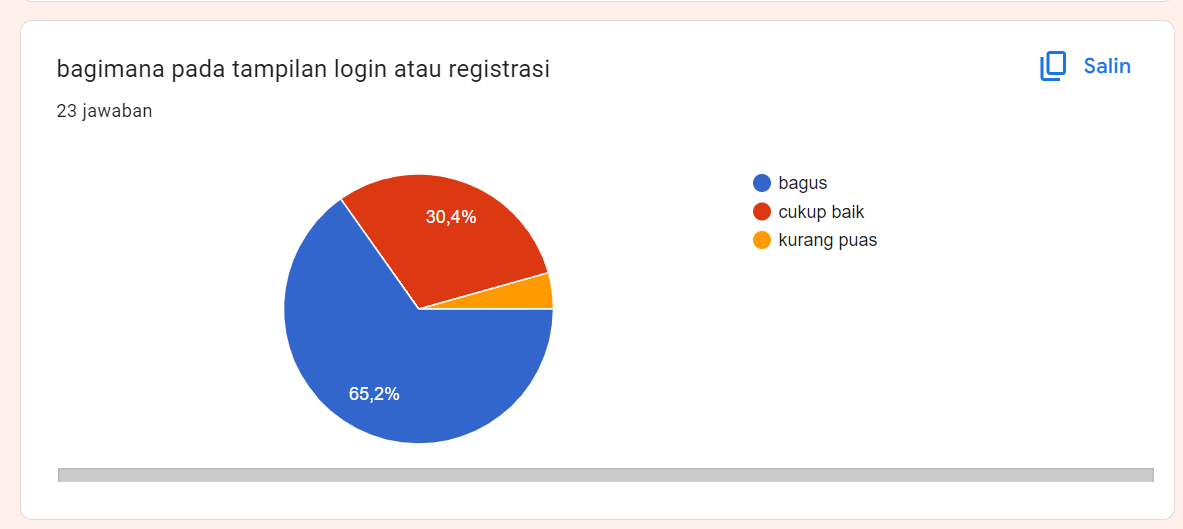 bagimana pada tampilan login atau registrasi
Salin
23 jawaban
30,4%
65,2%
bagus
cukup baik
kurang puas